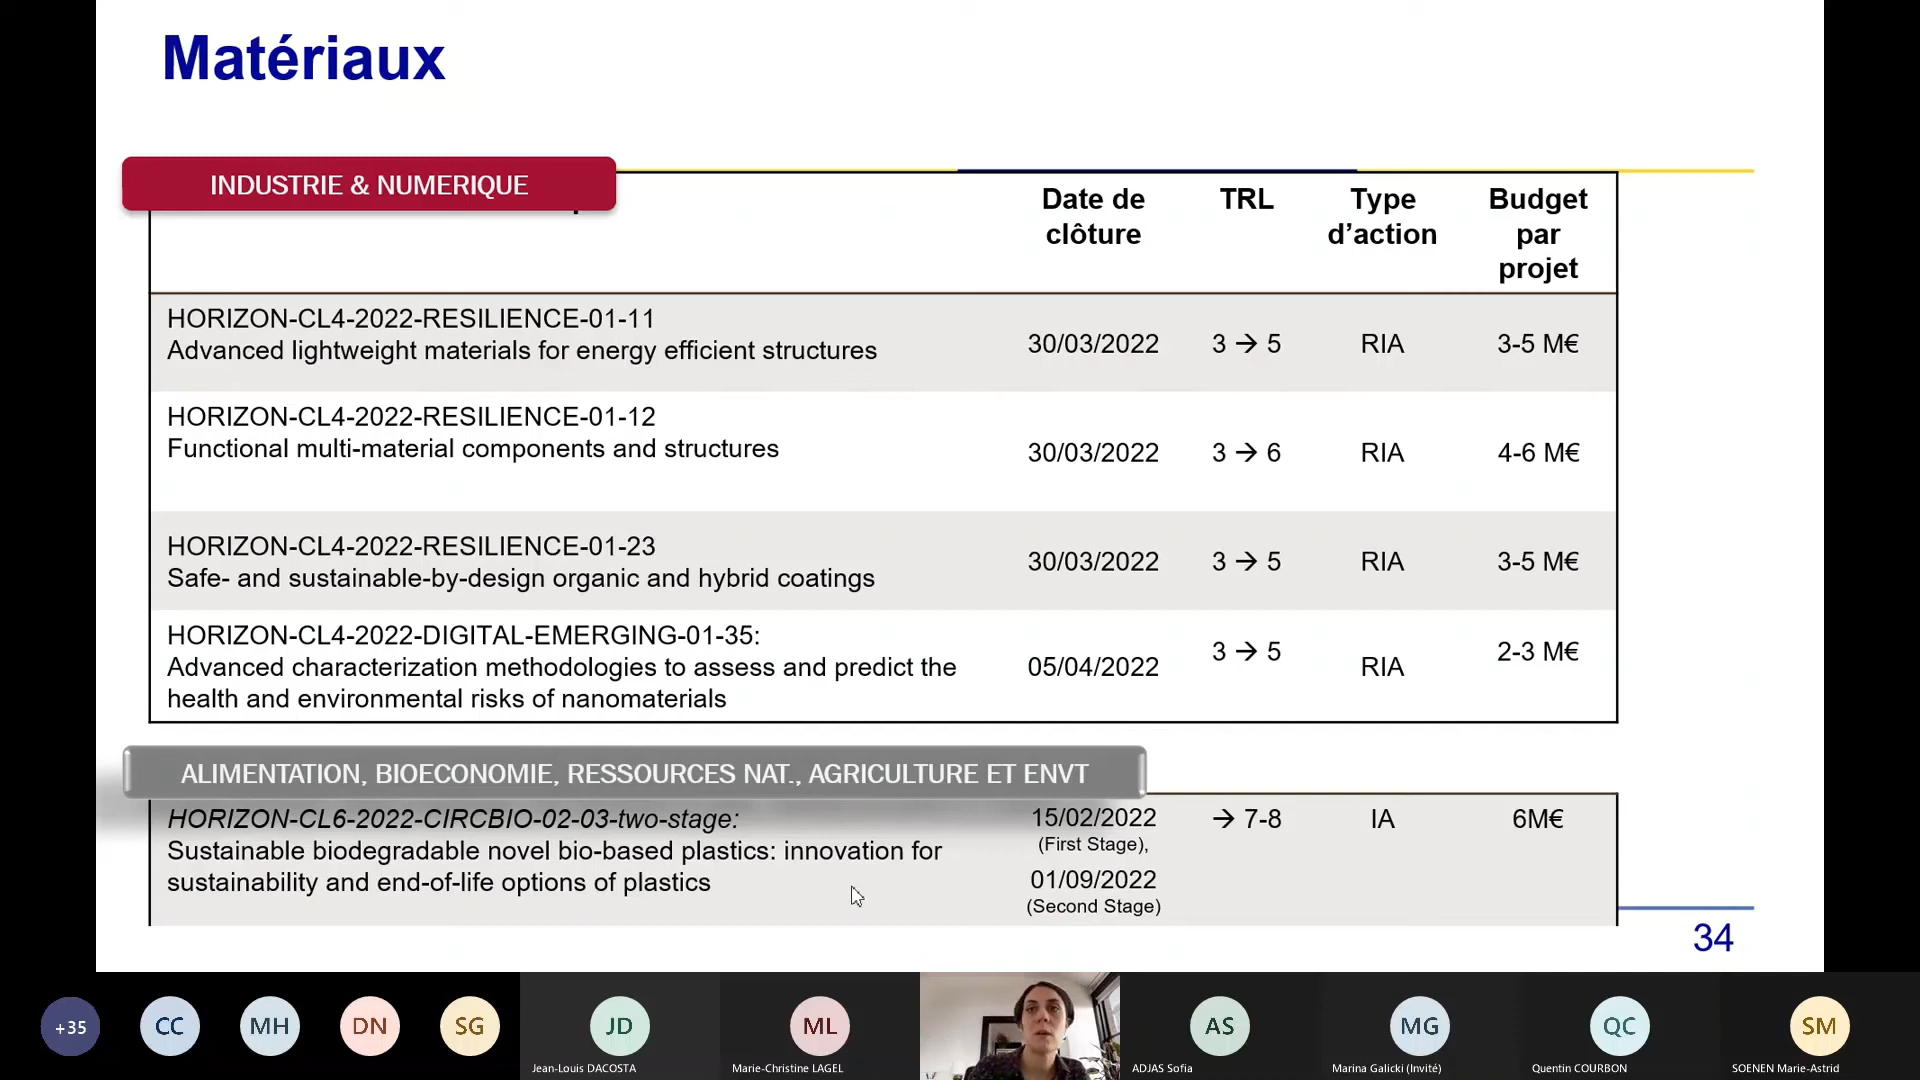 Matériaux
INDUSTRIE & NUMERIQUE
Date de clôture
TRL
Type d’action
Budget par projet
HORIZON-CL4-2022-RESILIENCE-01-11
Advanced lightweight materials for energy efficient structures
30/03/2022
3 → 5
RIA
3-5 M€
HORIZON-CL4-2022-RESILIENCE-01-12
Functional multi-material components and structures
30/03/2022
3 → 6
RIA
4-6 M€
HORIZON-CL4-2022-RESILIENCE-01-23
Safe- and sustainable-by-design organic and hybrid coatings
30/03/2022
3 → 5
RIA
3-5 M€
HORIZON-CL4-2022-DIGITAL-EMERGING-01-35:
Advanced characterization methodologies to assess and predict the
health and environmental risks of nanomaterials
05/04/2022
3 → 5
RIA
2-3 M€
ALIMENTATION, BIOECONOMIE, RESSOURCES NAT., AGRICULTURE ET ENVT
HORIZON-CL6-2022-CIRCBIO-02-03-two-stage:
Sustainable biodegradable novel bio-based plastics: innovation for
sustainability and end-of-life options of plastics
15/02/2022
(First Stage),
01/09/2022
(Second Stage)
→ 7-8
IA
6M€
34
+35
CC
MH
DN
SG
JD
Jean-Louis DACOSTA
ML
Marie-Christine LAGEL
AS
ADJAS Sofia
MG
Marina Galicki (Invité)
QC
Quentin COURBON
SM
SOENEN Marie-Astrid